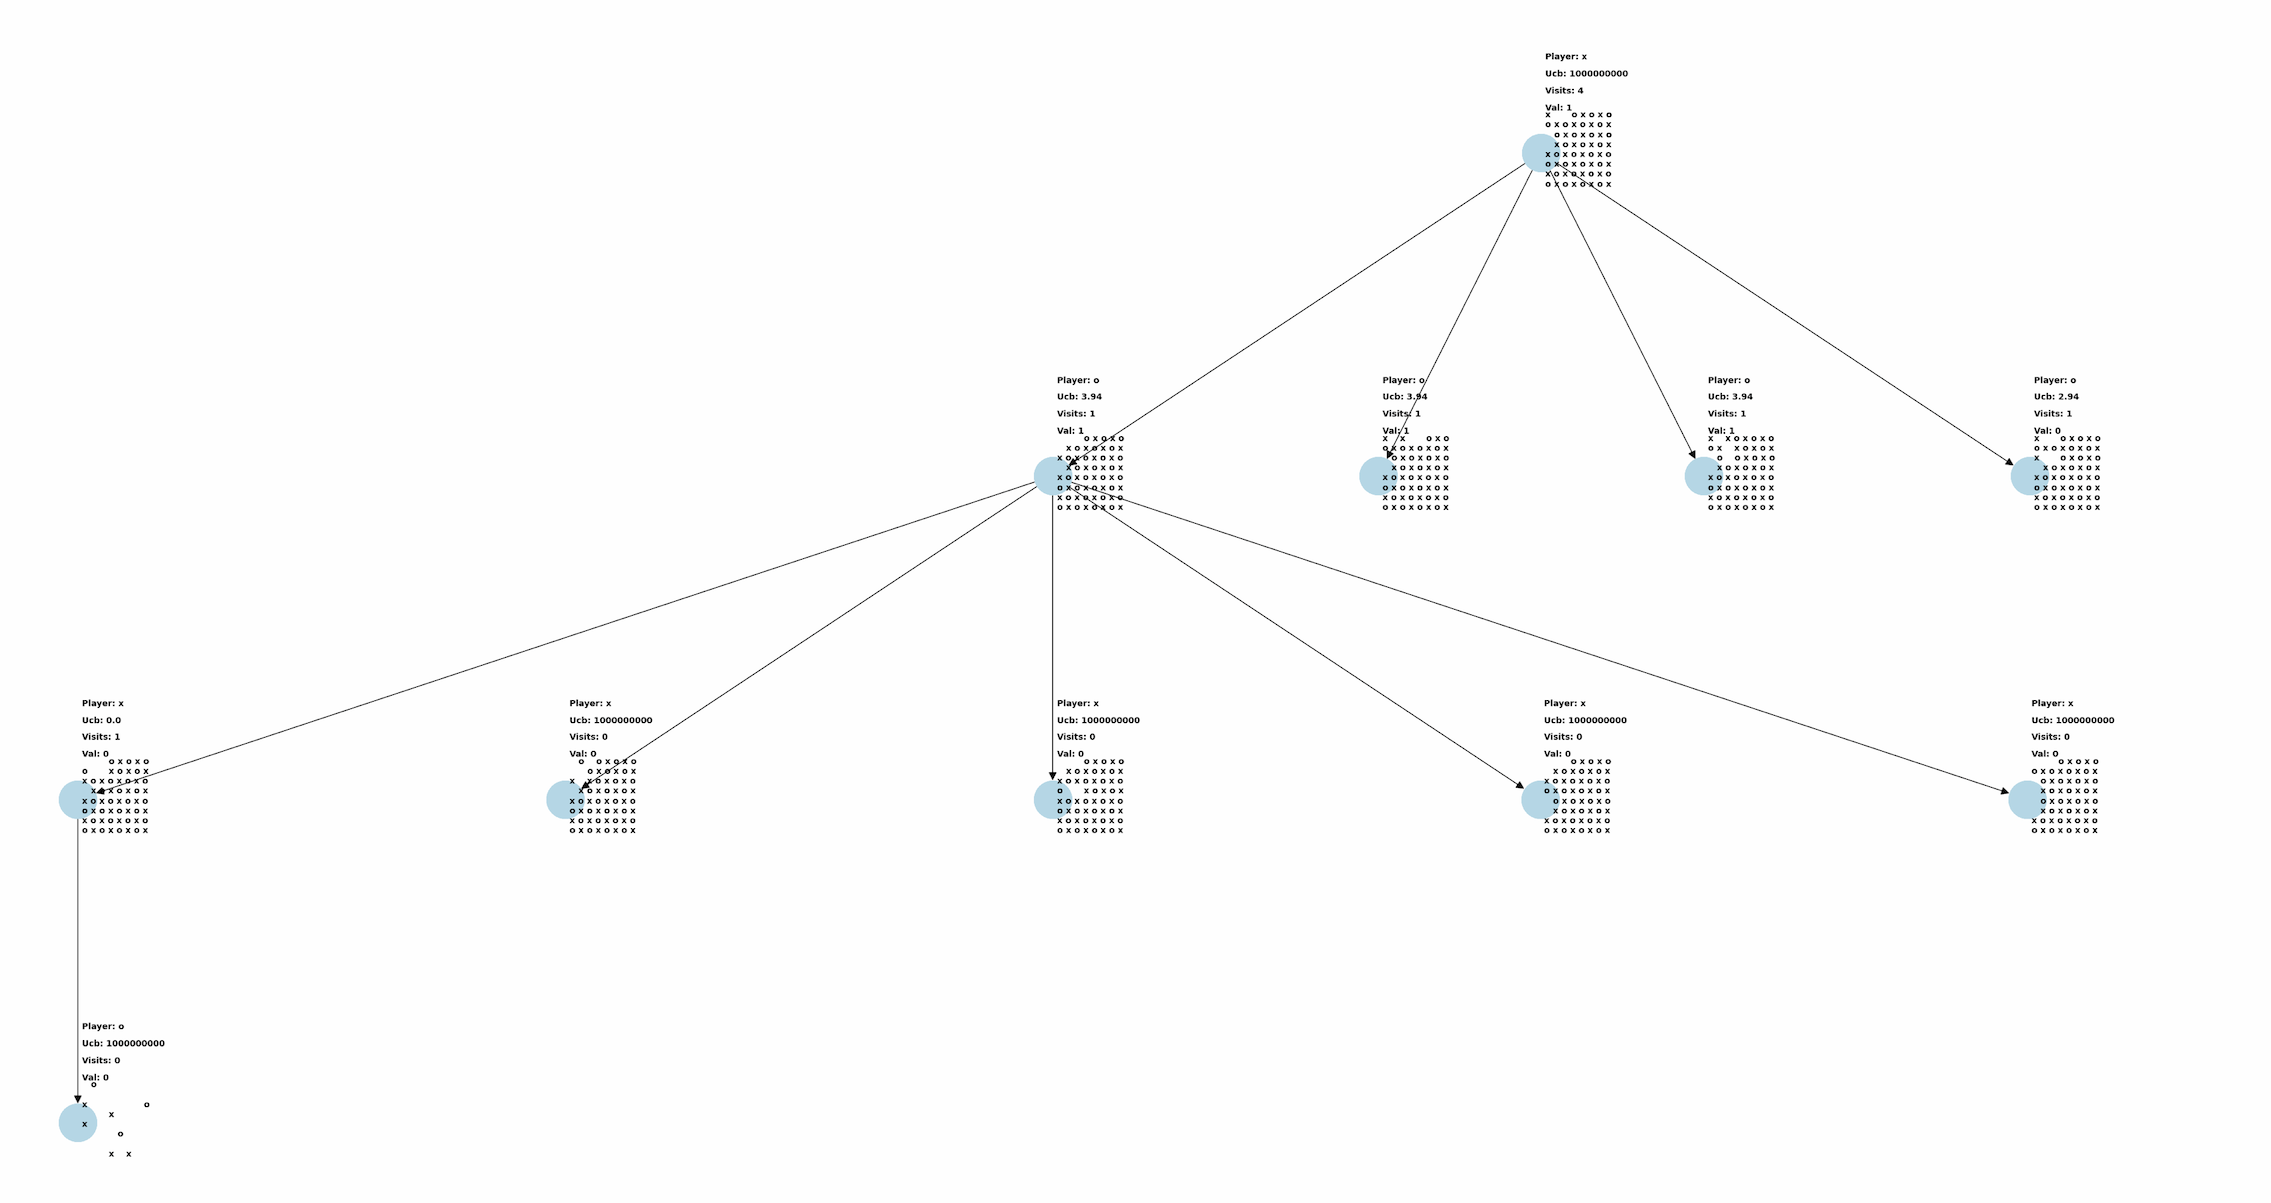 Player: x
Ucb: 1000000000
Visits: 4
Val: 1
x o x o x o
o x o x o x o x
o x o x o x o
x o x o x o x
x o x o x o x o
o x o x o x o x
x o x o x o x o
o x o x o x o x
Player: o
Ucb: 3.94
Visits: 1
Val: 1
o x o x o
x o x o x o x
x o x o x o x o
x o x o x o x
x o x o x o x o
o x o x o x o x
x o x o x o x o
o x o x o x o x
Player: o
Ucb: 3.94
Visits: 1
Val: 1
x x o x o
o x o x o x o x
o x o x o x o
x o x o x o x
x o x o x o x o
o x o x o x o x
x o x o x o x o
o x o x o x o x
Player: o
Ucb: 3.94
Visits: 1
Val: 1
x x o x o x o
o x x o x o x
o o x o x o
x o x o x o x
x o x o x o x o
o x o x o x o x
x o x o x o x o
o x o x o x o x
Player: o
Ucb: 2.94
Visits: 1
Val: 0
x o x o x o
o x o x o x o x
x o x o x o
x o x o x o x
x o x o x o x o
o x o x o x o x
x o x o x o x o
o x o x o x o x
Player: x
Ucb: 0.0
Visits: 1
Val: 0
o x o x o
o x o x o x
x o x o x o x o
x o x o x o x
x o x o x o x o
o x o x o x o x
x o x o x o x o
o x o x o x o x
Player: x
Ucb: 1000000000
Visits: 0
Val: 0
o o x o x o
o x o x o x
x x o x o x o
x o x o x o x
x o x o x o x o
o x o x o x o x
x o x o x o x o
o x o x o x o x
Player: x
Ucb: 1000000000
Visits: 0
Val: 0
o x o x o
x o x o x o x
x o x o x o x o
o x o x o x
x o x o x o x o
o x o x o x o x
x o x o x o x o
o x o x o x o x
Player: x
Ucb: 1000000000
Visits: 0
Val: 0
o x o x o
x o x o x o x
x o x o x o x o
o x o x o x o x
o x o x o x o
x o x o x o x
x o x o x o x o
o x o x o x o x
Player: x
Ucb: 1000000000
Visits: 0
Val: 0
o x o x o
o x o x o x o x
o x o x o x o
x o x o x o x
o x o x o x o
x o x o x o x
x o x o x o x o
o x o x o x o x
Player: o
Ucb: 1000000000
Visits: 0
Val: 0
o
x o
x
x
o
x x